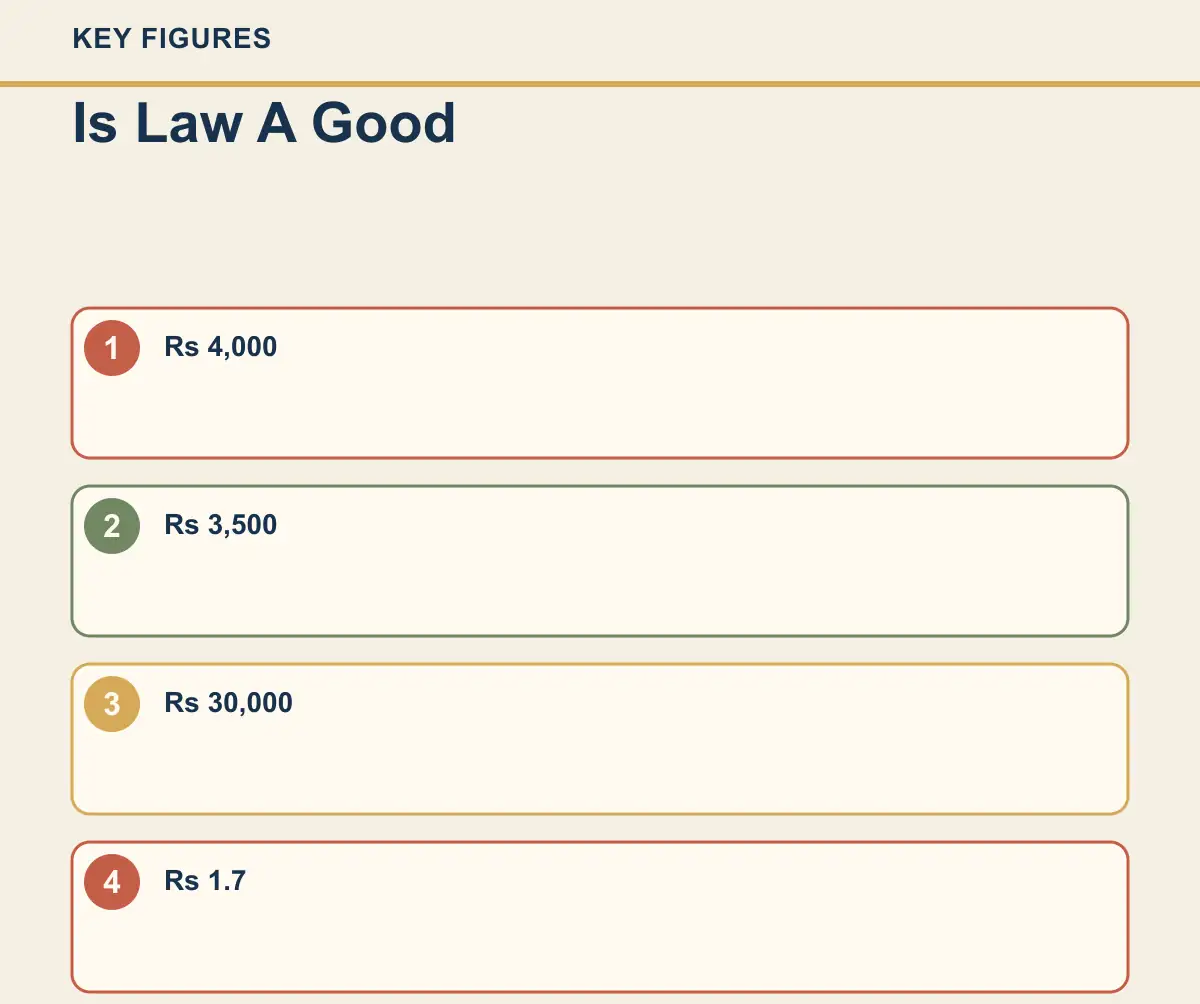 KEY FIGURES
Is Law A Good
1 Rs 4,000
2 Rs 3,500
3 Rs 30,000
4 Rs 1.7